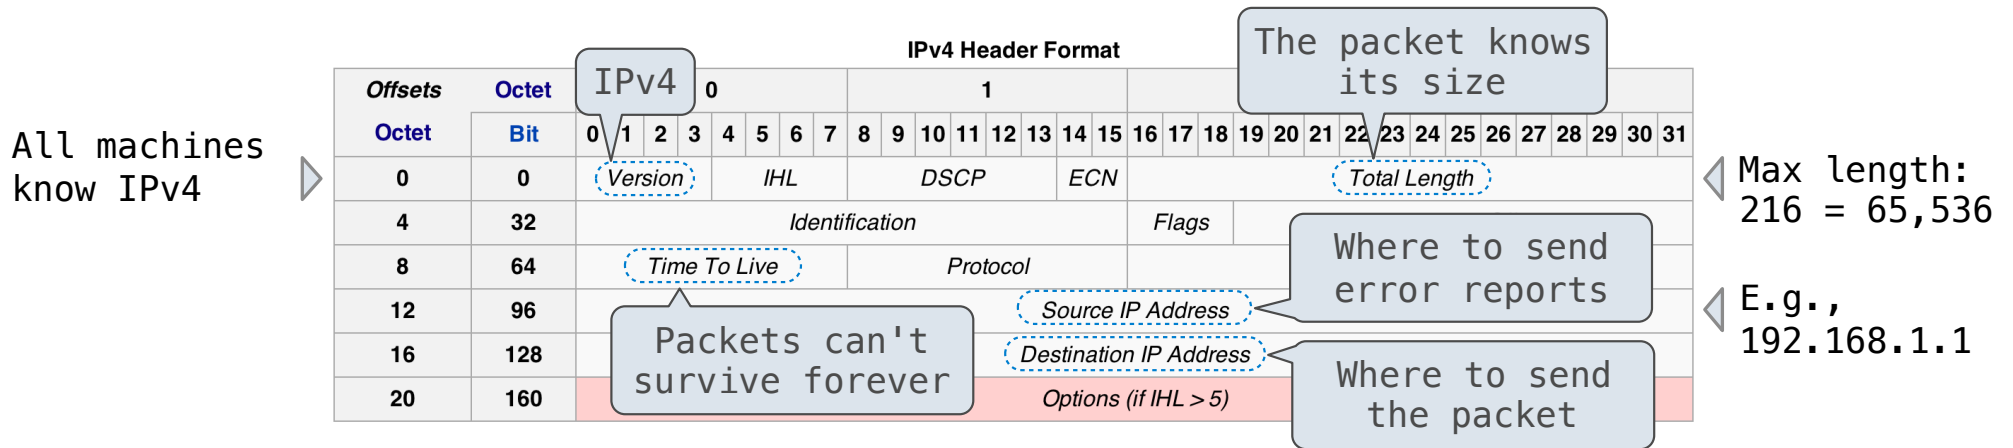 IPv4 Header Format
The packet knows
its size
IPv4
Offsets Octet 0 1
Octet Bit 0 1 2 3 4 5 6 7 8 9 10 11 12 13 14 15 16 17 18 19 20 21 22 23 24 25 26 27 28 29 30 31
All machines
know IPv4
0 0 Version IHL DSCP ECN Total Length
Max length:
216 = 65,536
4 32 Identification Flags
Where to send
error reports
8 64 Time To Live Protocol
12 96 Source IP Address
E.g.,
192.168.1.1
Packets can't
survive forever
16 128 Destination IP Address
Where to send
the packet
20 160 Options (if IHL > 5)